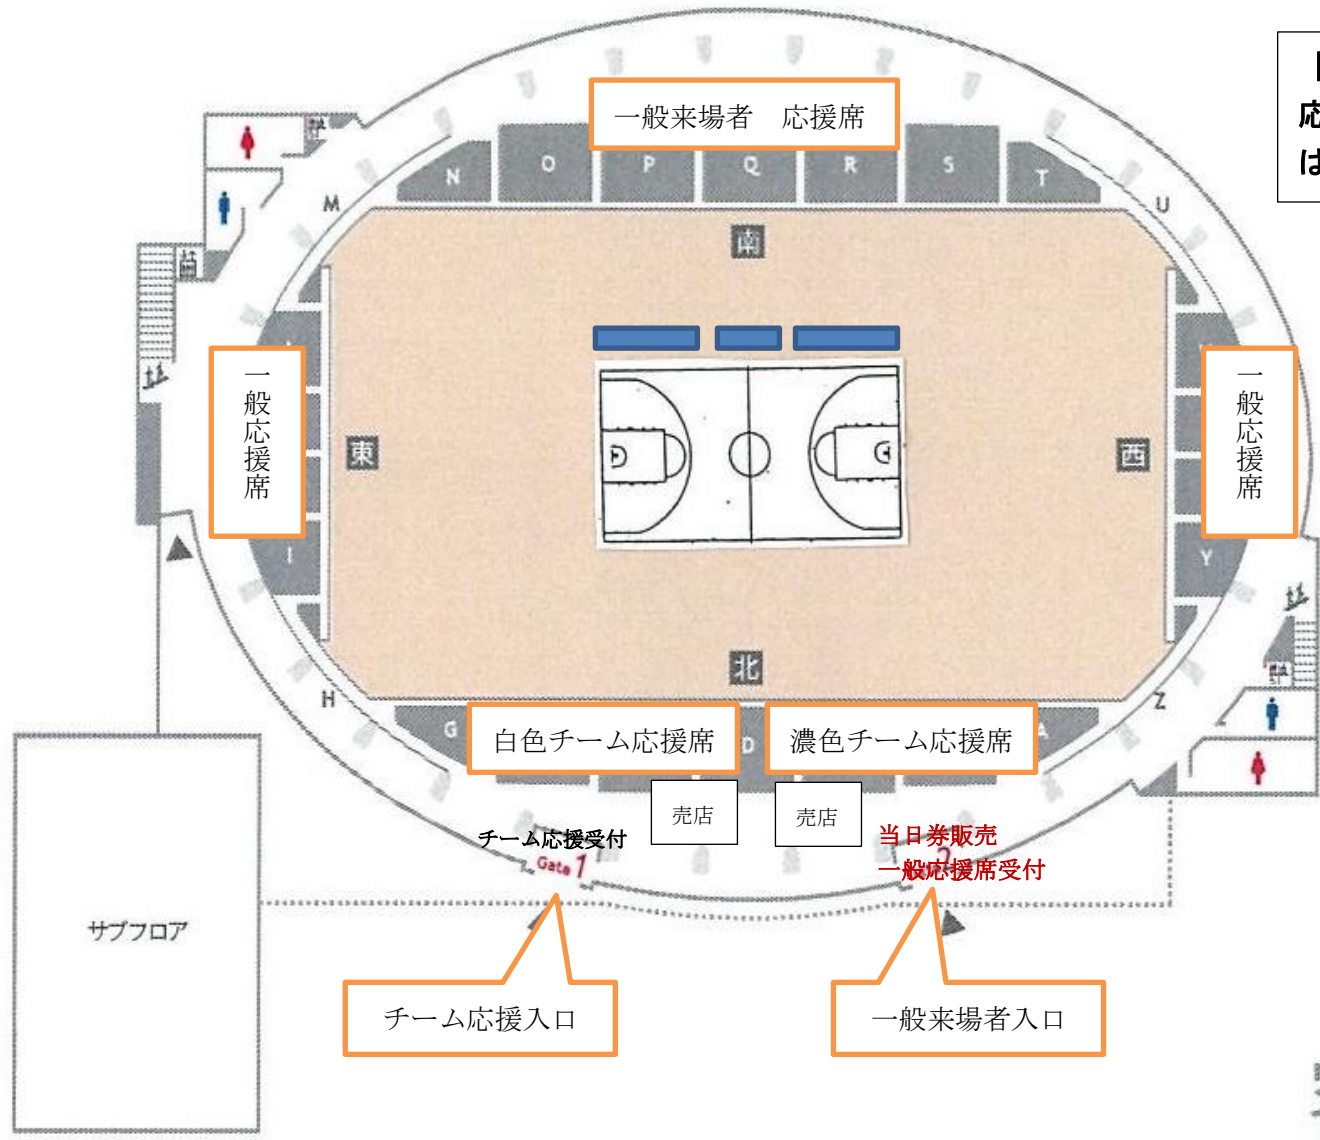 応
は
一般来場者　応援席
N
O
P
Q
R
S
T
M
U
南
一般応援席
東
西
一般応援席
I
Y
北
H
Z
G
白色チーム応援席
D
濃色チーム応援席
A
売店
売店
チーム応援受付
Gate 1
当日券販売
2
一般応援席受付
サブフロア
チーム応援入口
一般来場者入口